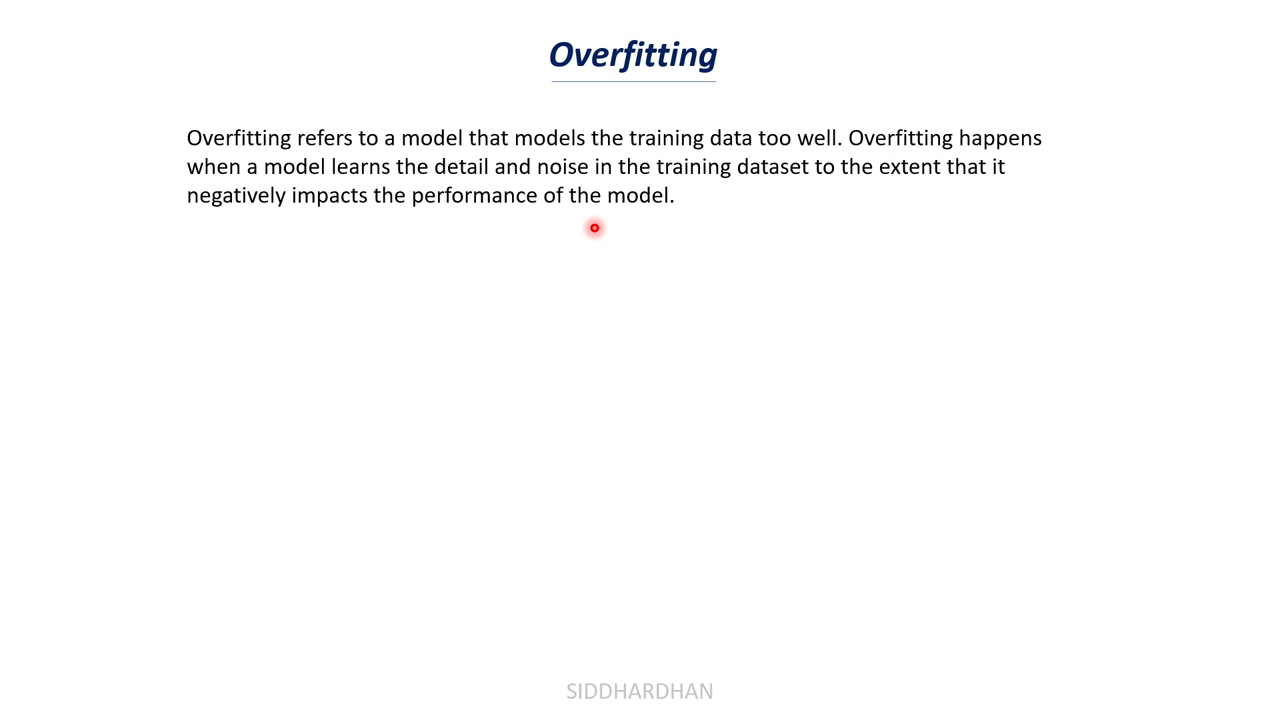 Overfitting
Overfitting refers to a model that models the training data too well. Overfitting happens
when a model learns the detail and noise in the training dataset to the extent that it
negatively impacts the performance of the model.
SIDDHARDHAN